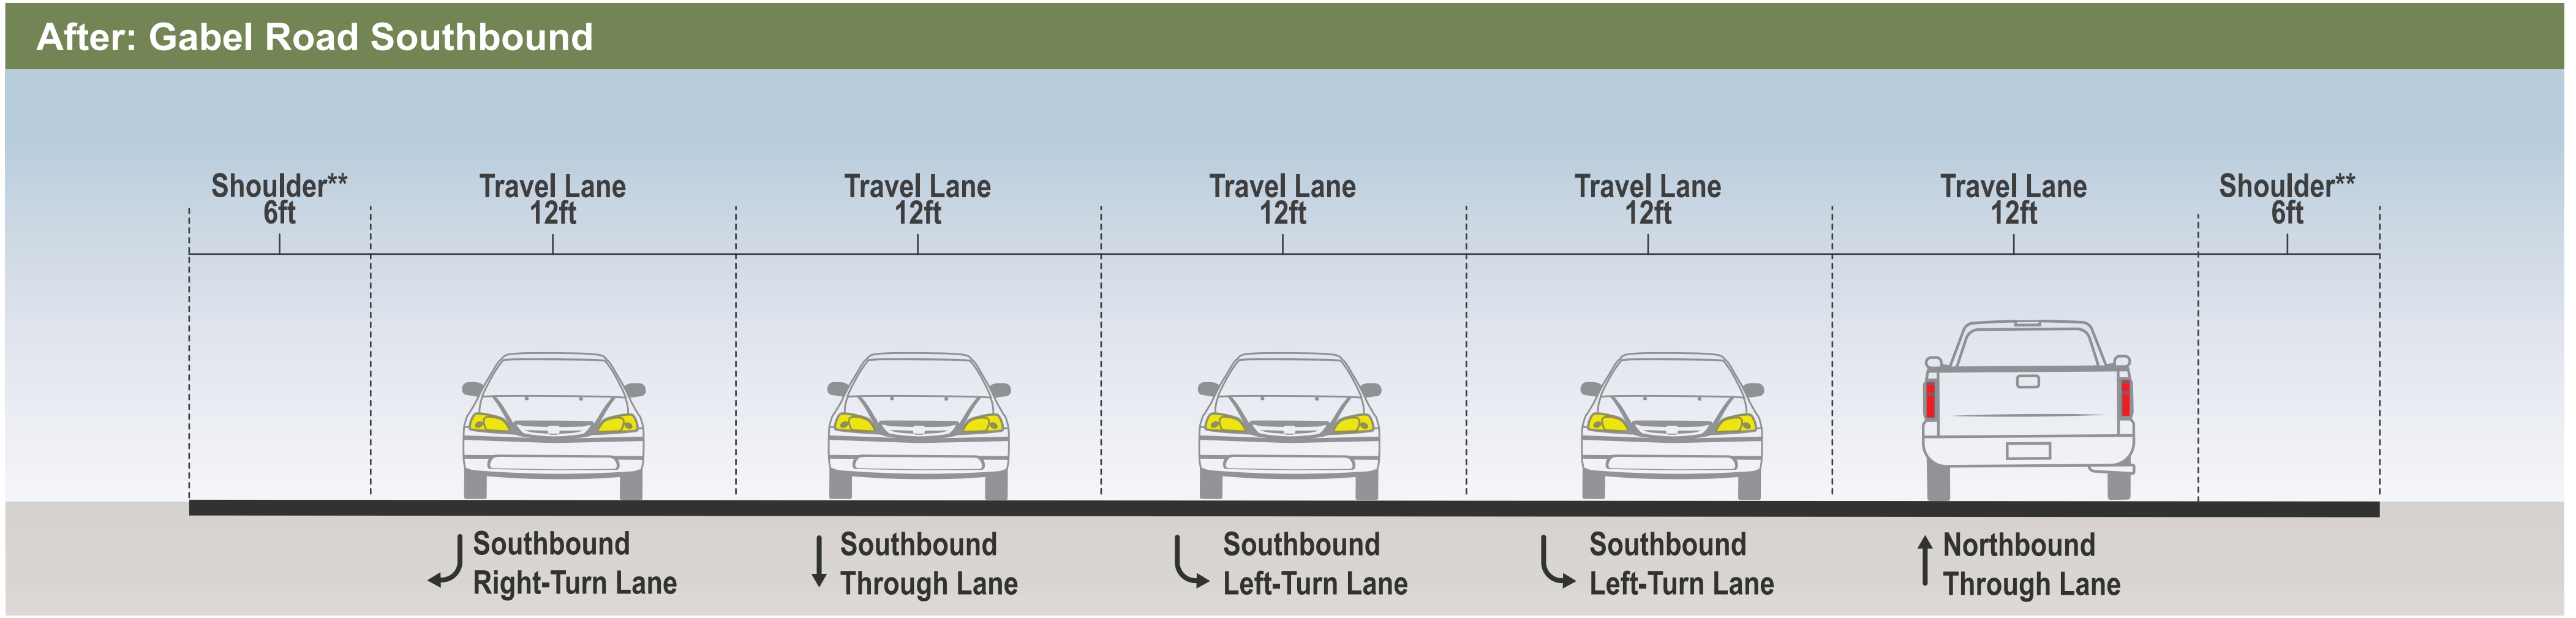 After: Gabel Road Southbound
Shoulder**
6ft
Travel Lane
12ft
Travel Lane
12ft
Travel Lane
12ft
Travel Lane
12ft
Travel Lane
12ft
Shoulder**
6ft
Southbound
Right-Turn Lane
Southbound
Through Lane
Southbound
Left-Turn Lane
Southbound
Left-Turn Lane
Northbound
Through Lane